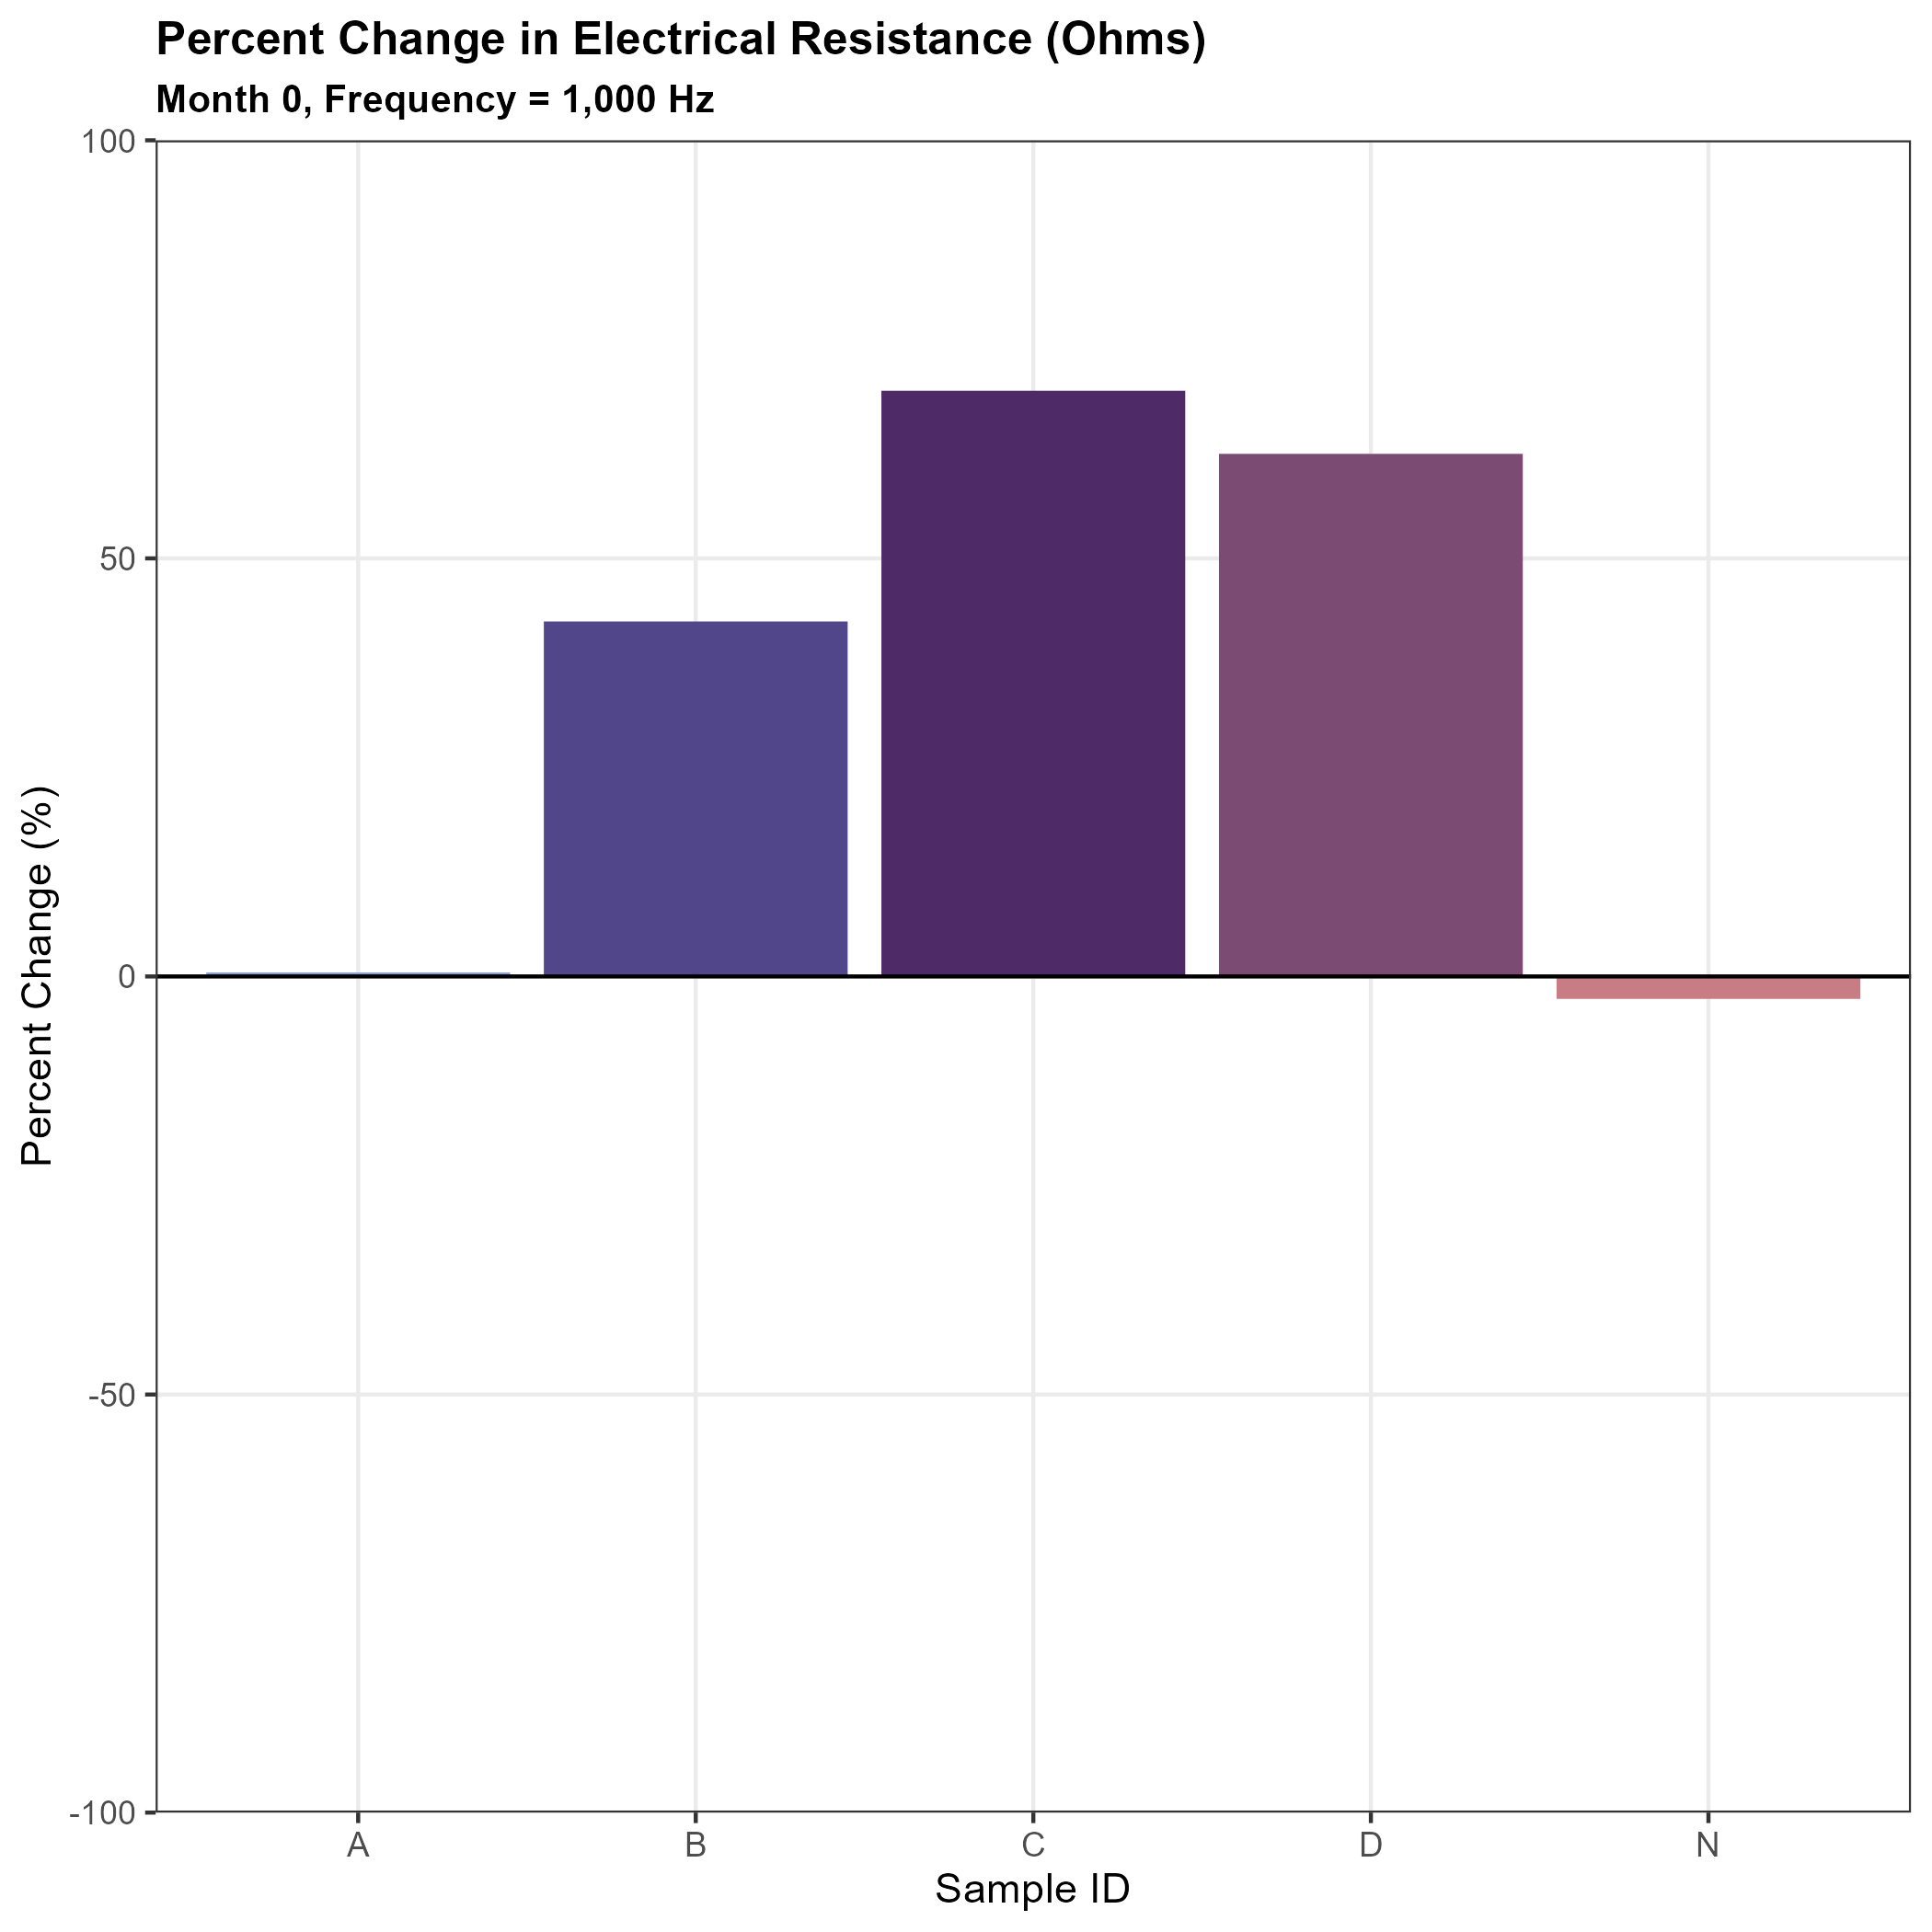 Percent Change in Electrical Resistance (Ohms)
Month 0, Frequency = 1,000 Hz
Percent Change (%)
100
50
0
-50
-100
A B C D N
Sample ID